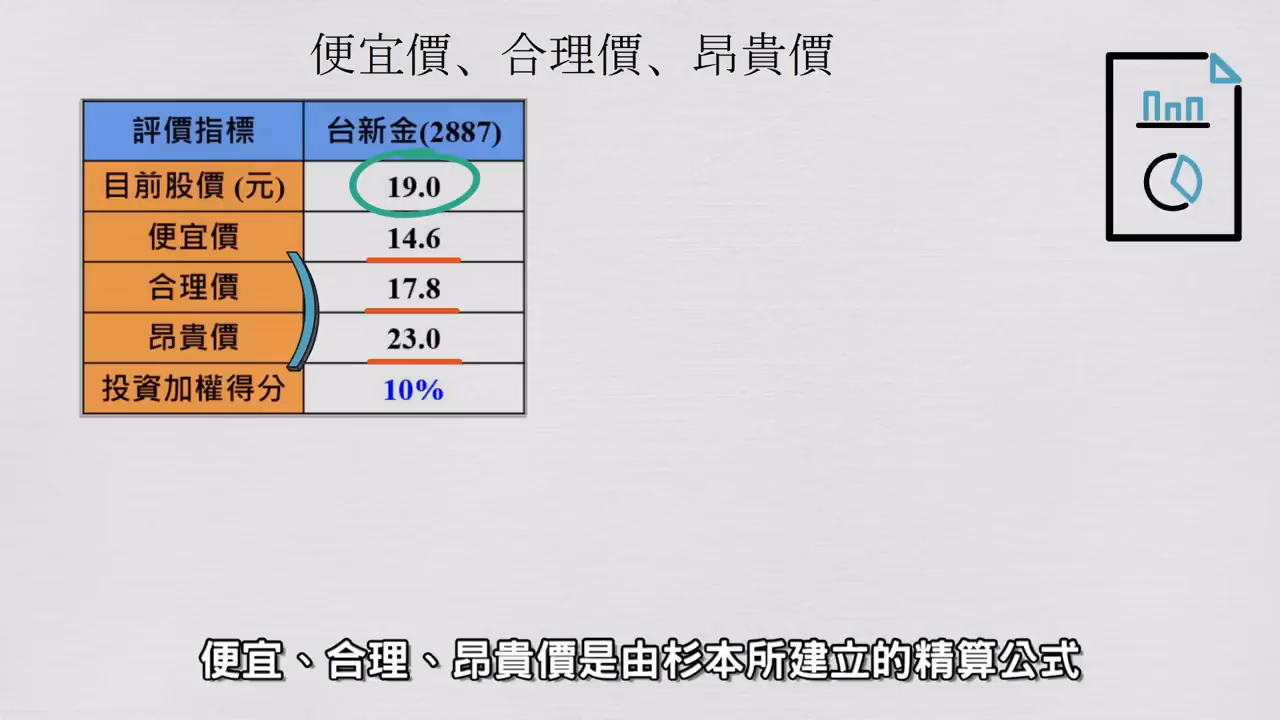 便宜價、合理價、昂貴價
評價指標 台新金(2887)
目前股價 (元) 19.0
便宜價 14.6
合理價 17.8
昂貴價 23.0
投資加權得分 10%
便宜、合理、昂貴價是由杉本所建立的精算公式